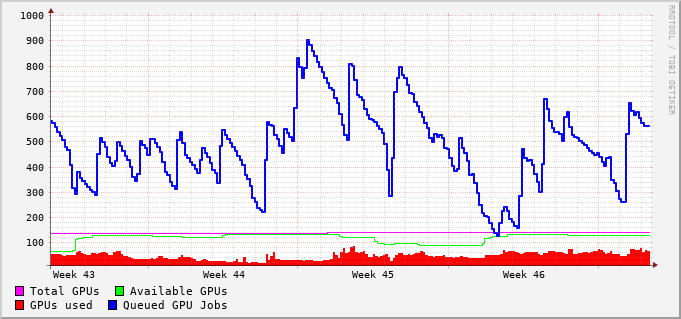 1000
900
800
700
600
500
400
300
200
100
Week 43 Week 44 Week 45 Week 46
Total GPUs Available GPUs
GPUs used Queued GPU Jobs
RRDTOOL / TOBI OETIKER